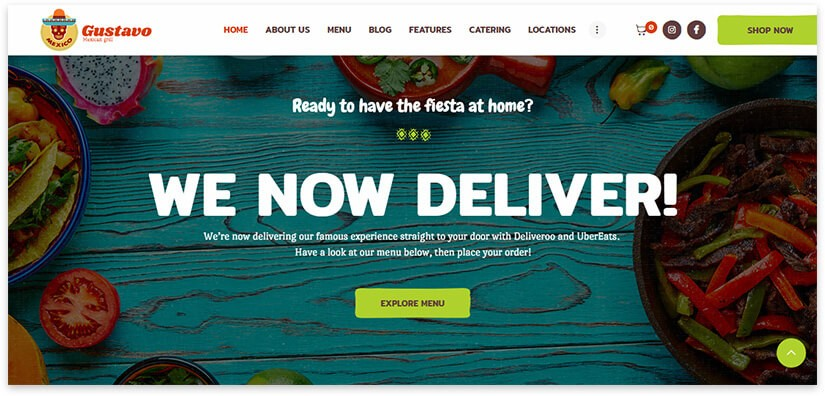 MEXICO
Gustavo
Mexican grill
HOME ABOUT US MENU BLOG FEATURES CATERING LOCATIONS
0
SHOP NOW
Ready to have the fiesta at home?
WE NOW DELIVER!
We're now delivering our famous experience straight to your door with Deliveroo and UberEats.
Have a look at our menu below, then place your order!
EXPLORE MENU